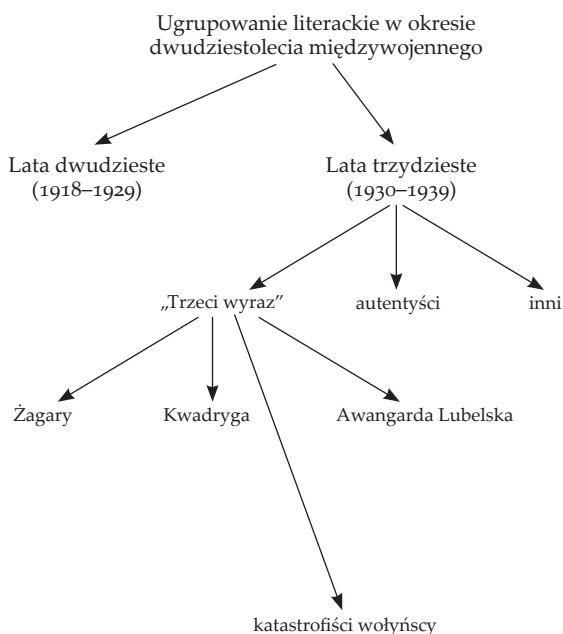 Ugrupowanie literackie w okresie
dwudziestolecia międzywojennego
Lata dwudzieste
(1918–1929)
Lata trzydzieste
(1930–1939)
„Trzeci wyraz”
autentyści
inni
Żagary
Kwadryga
Awangarda Lubelska
katastrofiści wołyńscy